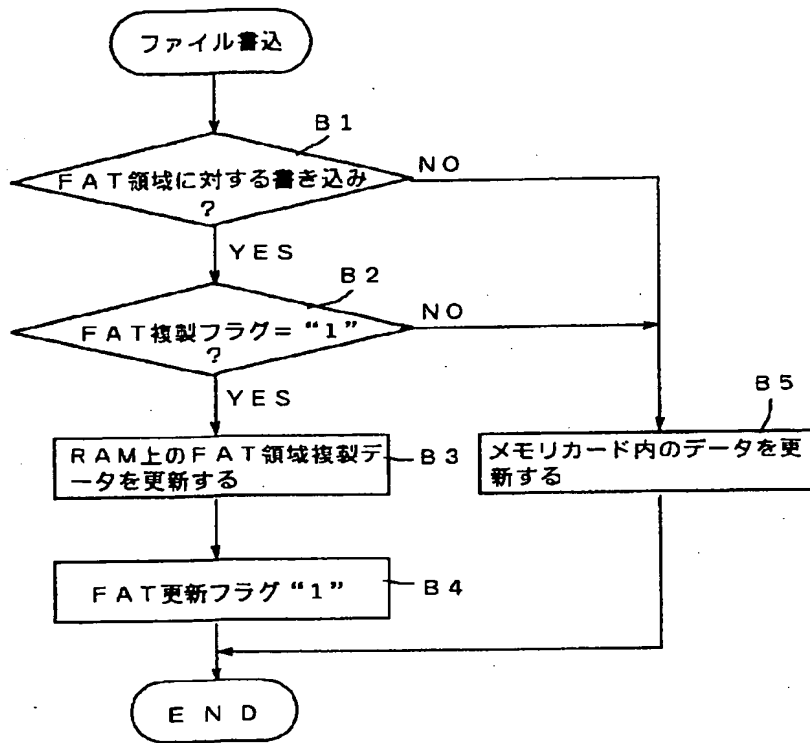 ファイル書込
B1
FAT領域に対する書き込み
?
NO
YES
B2
FAT複製フラグ=“1”
?
NO
YES
B5
RAM上のFAT領域複製デ
ータを更新する
B3
メモリカード内のデータを更
新する
FAT更新フラグ“1”
B4
END